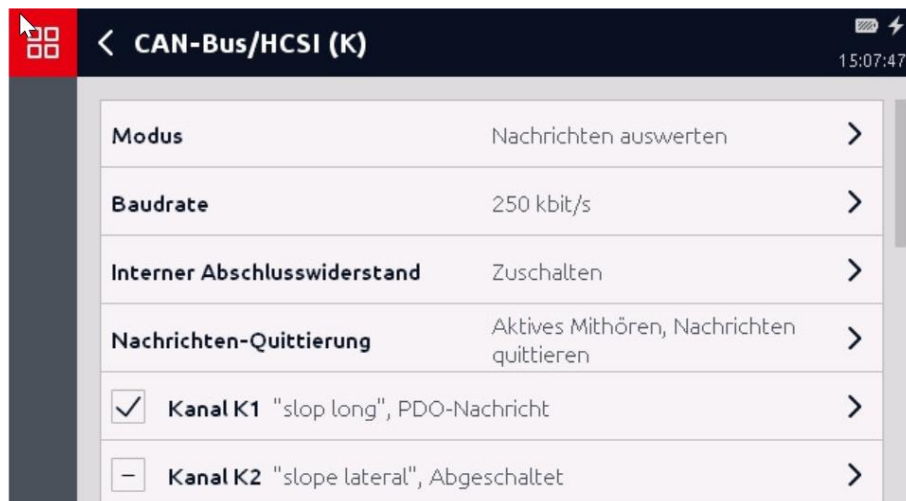 CAN-Bus/HCSI (K)
15:07:47
Modus Nachrichten auswerten
Baudrate 250 kbit/s
Interner Abschlusswiderstand Zuschalten
Nachrichten-Quittierung Aktives Mithören, Nachrichten
quittieren
Kanal K1 "slop long", PDO-Nachricht
Kanal K2 "slope lateral", Abgeschaltet